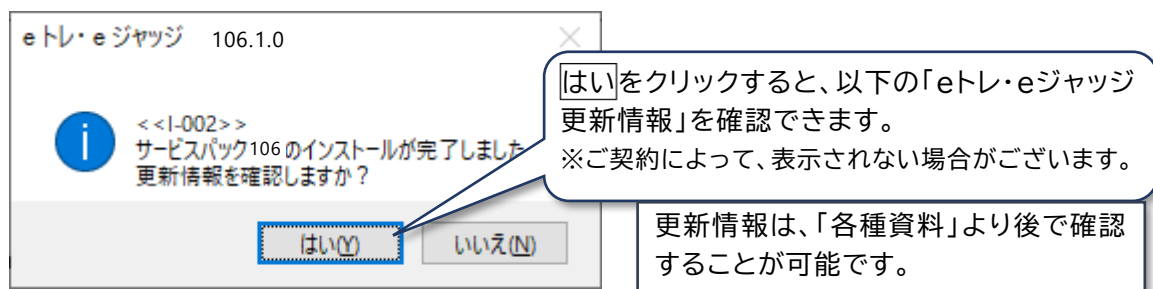 eトレ・eジャッジ 106.1.0
<<I-002>>
サービスパック106のインストールが完了しました
更新情報を確認しますか？
はい(Y) いいえ(N)
はいをクリックすると、以下の「eトレ・eジャッジ
更新情報」を確認できます。
※ご契約によって、表示されない場合がございます。
更新情報は、「各種資料」より後で確認
することが可能です。